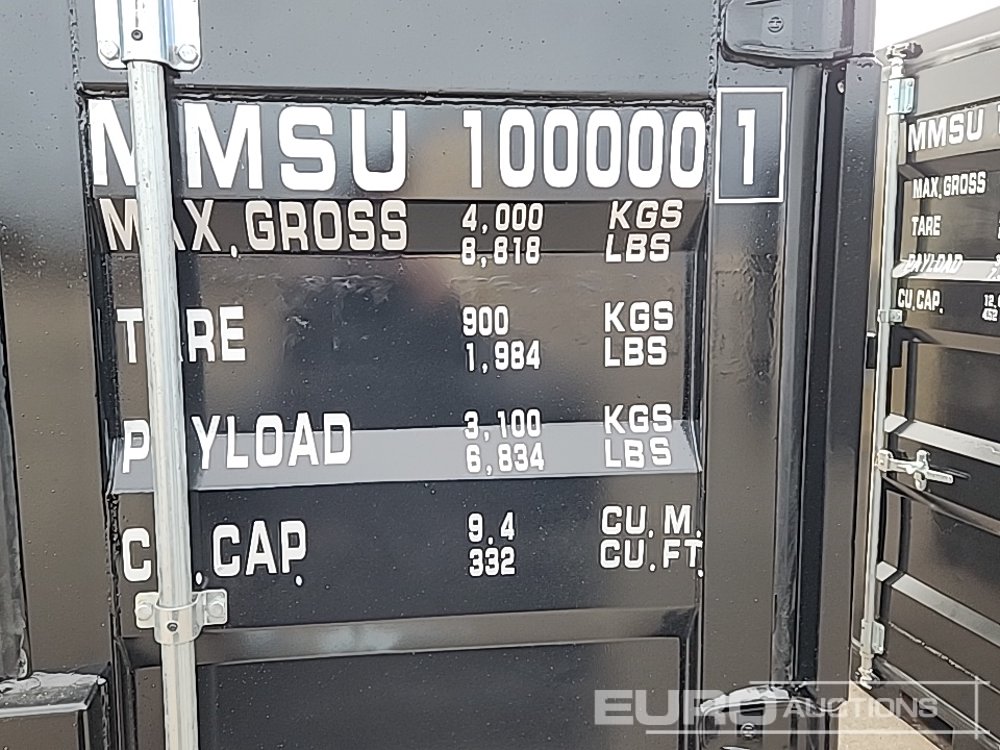 MMSU 100000 1
MAX.GROSS 4,000 KGS
8,818 LBS
TARE 900 KGS
1,984 LBS
PAYLOAD 3,100 KGS
6,834 LBS
CU.CAP. 9.4 CU.M.
332 CU.FT.
MMSU
MAX.GROSS
TARE
PAYLOAD
CU.CAP.
EUROAUCTIONS